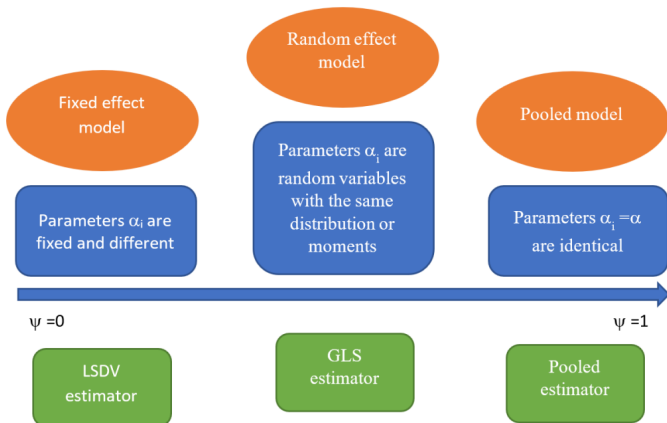 Fixed effect
model
Random effect
model
Pooled model
Parameters αᵢ are
fixed and different
Parameters αᵢ are
random variables
with the same
distribution or
moments
Parameters αᵢ =α
are identical
ψ =0
ψ =1
LSDV
estimator
GLS
estimator
Pooled
estimator